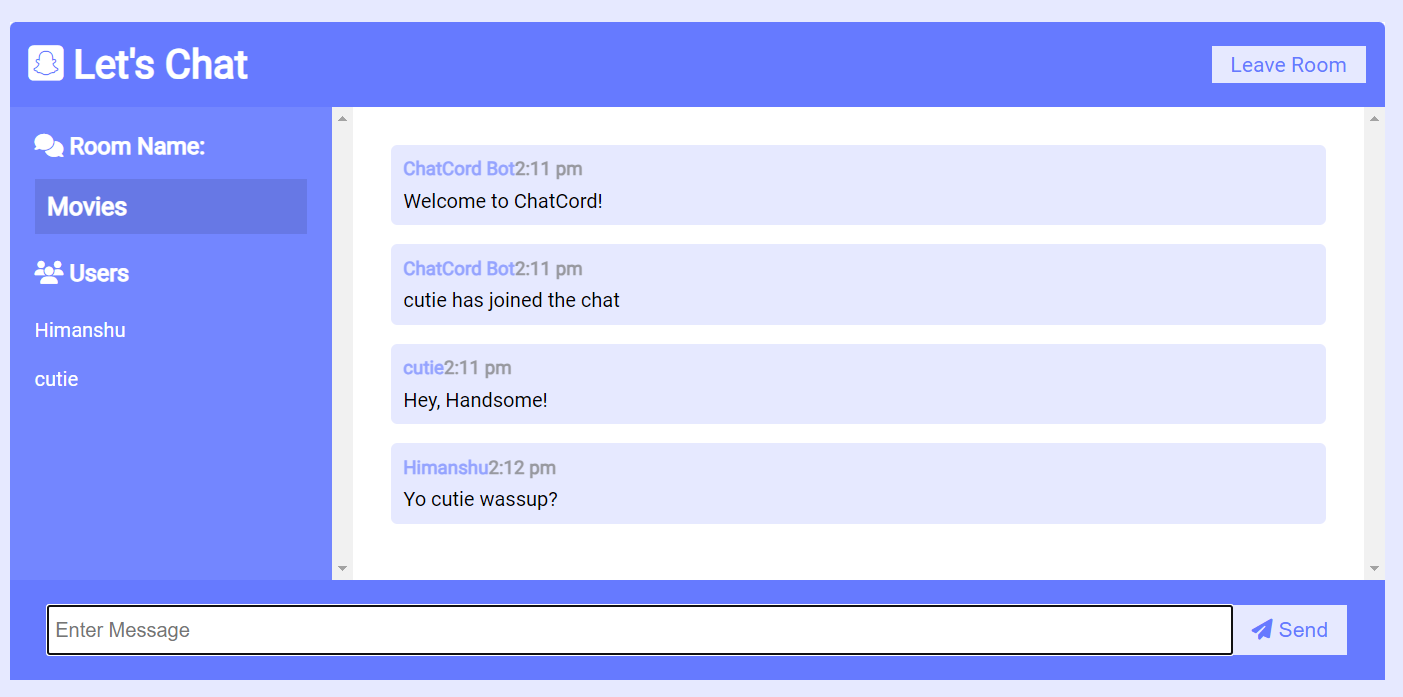 Let's Chat
Leave Room
Room Name:
Movies
Users
Himanshu
cutie
ChatCord Bot2:11 pm
Welcome to ChatCord!
ChatCord Bot2:11 pm
cutie has joined the chat
cutie2:11 pm
Hey, Handsome!
Himanshu2:12 pm
Yo cutie wassup?
Enter Message
Send